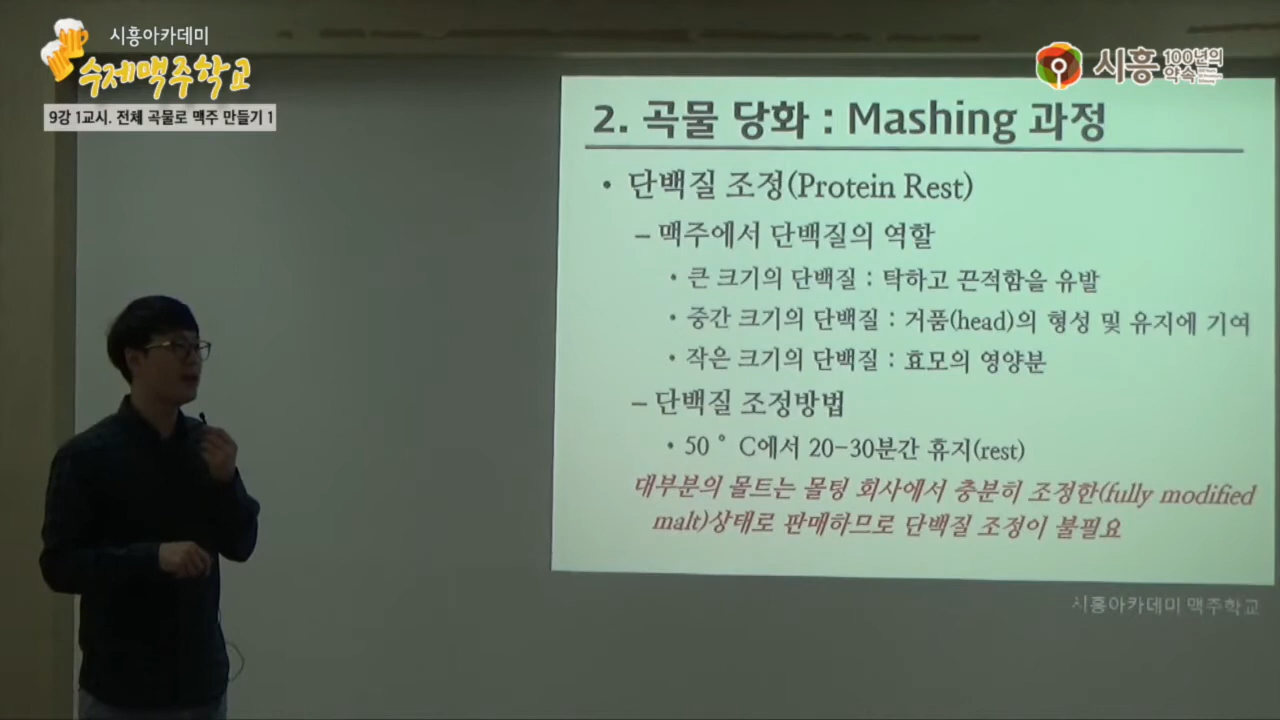 시흥아카데미
수제맥주학교
9강 1교시. 전체 곡물로 맥주 만들기 1
시흥 100년의 약속
2. 곡물 당화 : Mashing 과정
• 단백질 조정(Protein Rest)
– 맥주에서 단백질의 역할
• 큰 크기의 단백질 : 탁하고 끈적함을 유발
• 중간 크기의 단백질 : 거품(head)의 형성 및 유지에 기여
• 작은 크기의 단백질 : 효모의 영양분
– 단백질 조정방법
• 50 ° C에서 20-30분간 휴지(rest)
대부분의 몰트는 몰팅 회사에서 충분히 조정한(fully modified
malt)상태로 판매하므로 단백질 조정이 불필요
시흥아카데미 맥주학교